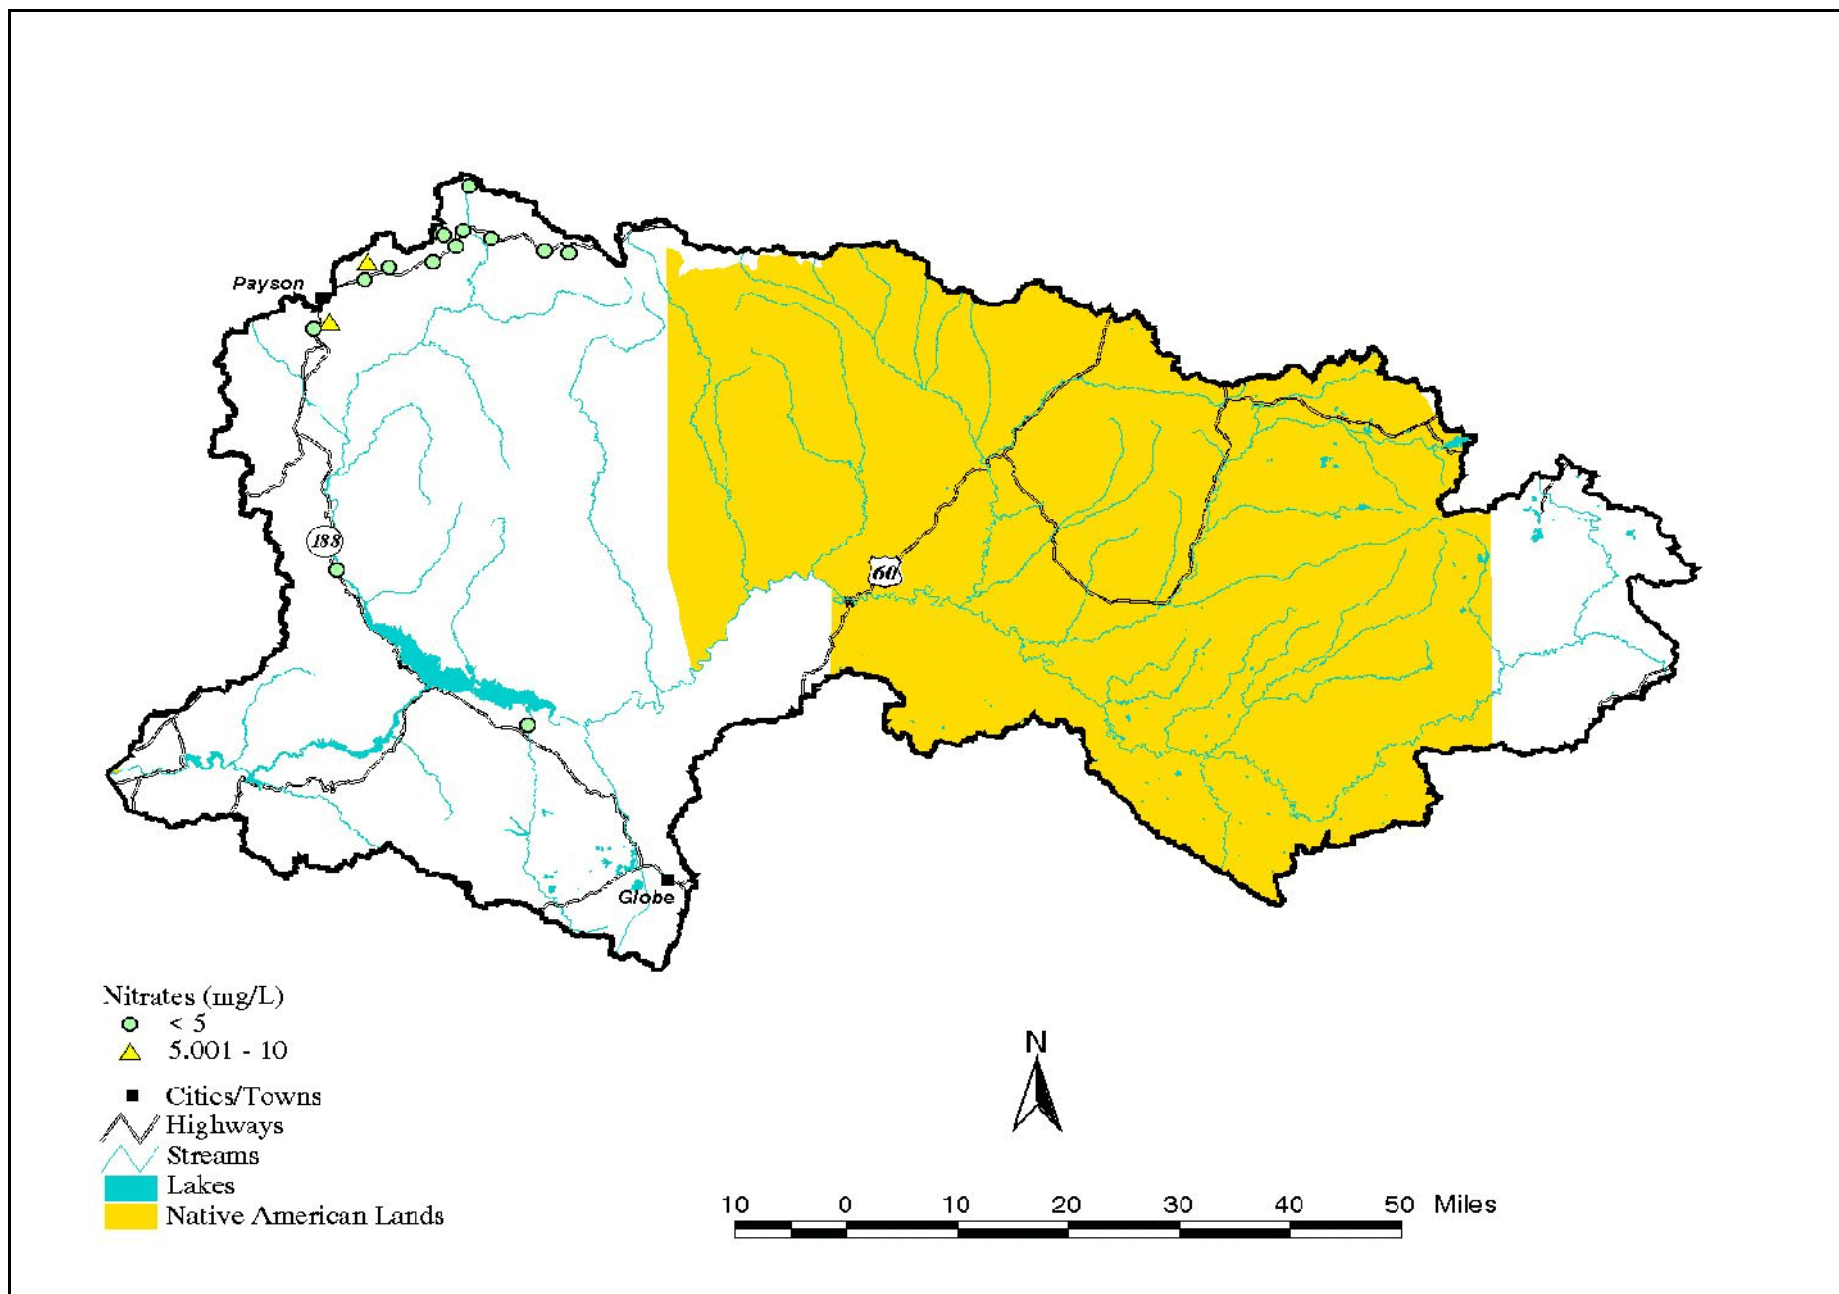 Payson
188
60
Globe
Nitrates (mg/L)
< 5
5.001 - 10
Cities/Towns
Highways
Streams
Lakes
Native American Lands
N
10 0 10 20 30 40 50 Miles